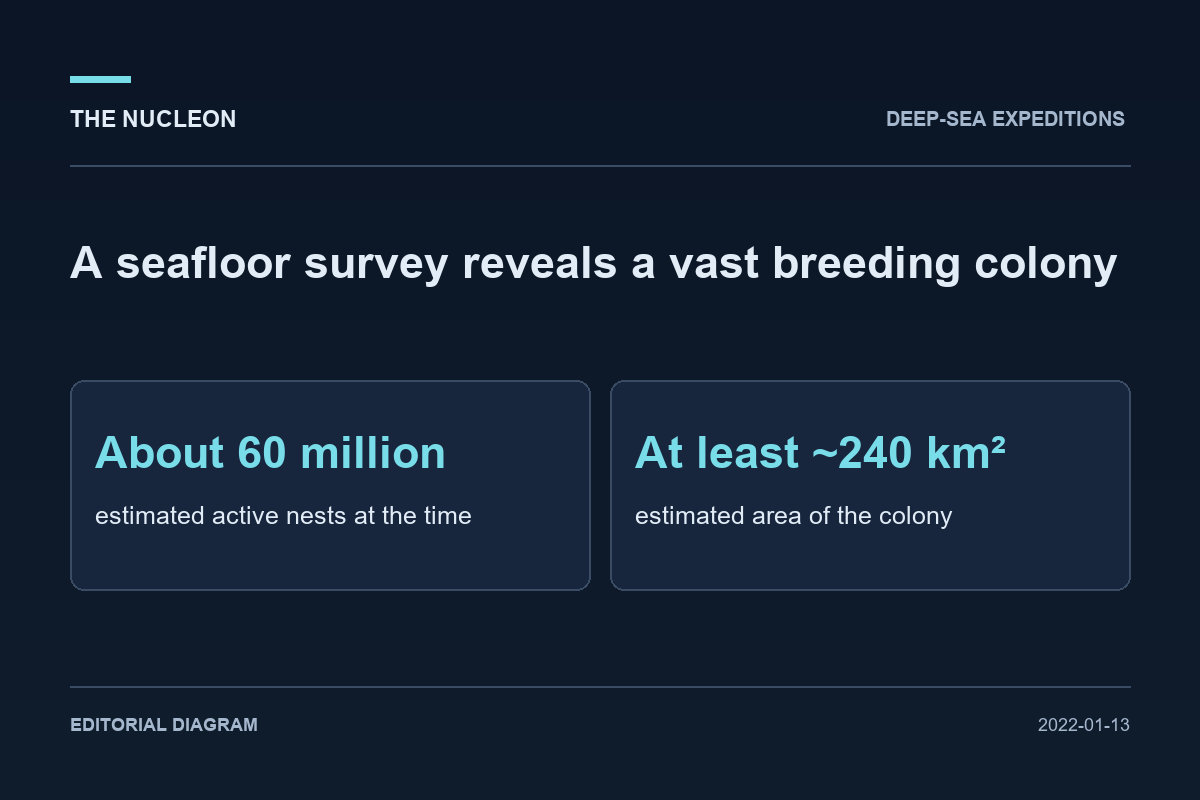 THE NUCLEON
DEEP-SEA EXPEDITIONS
A seafloor survey reveals a vast breeding colony
About 60 million
estimated active nests at the time
At least ~240 km²
estimated area of the colony
EDITORIAL DIAGRAM
2022-01-13